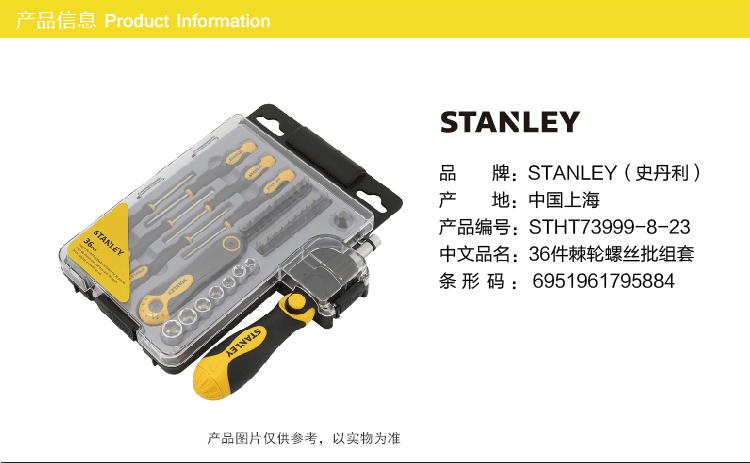 产品信息 Product Information
STANLEY
品 牌：STANLEY（史丹利）
产 地：中国上海
产品编号：STHT73999-8-23
中文品名：36件棘轮螺丝批组套
条 形 码 ： 6951961795884
STANLEY
36
STANLEY
STANLEY
产品图片仅供参考，以实物为准